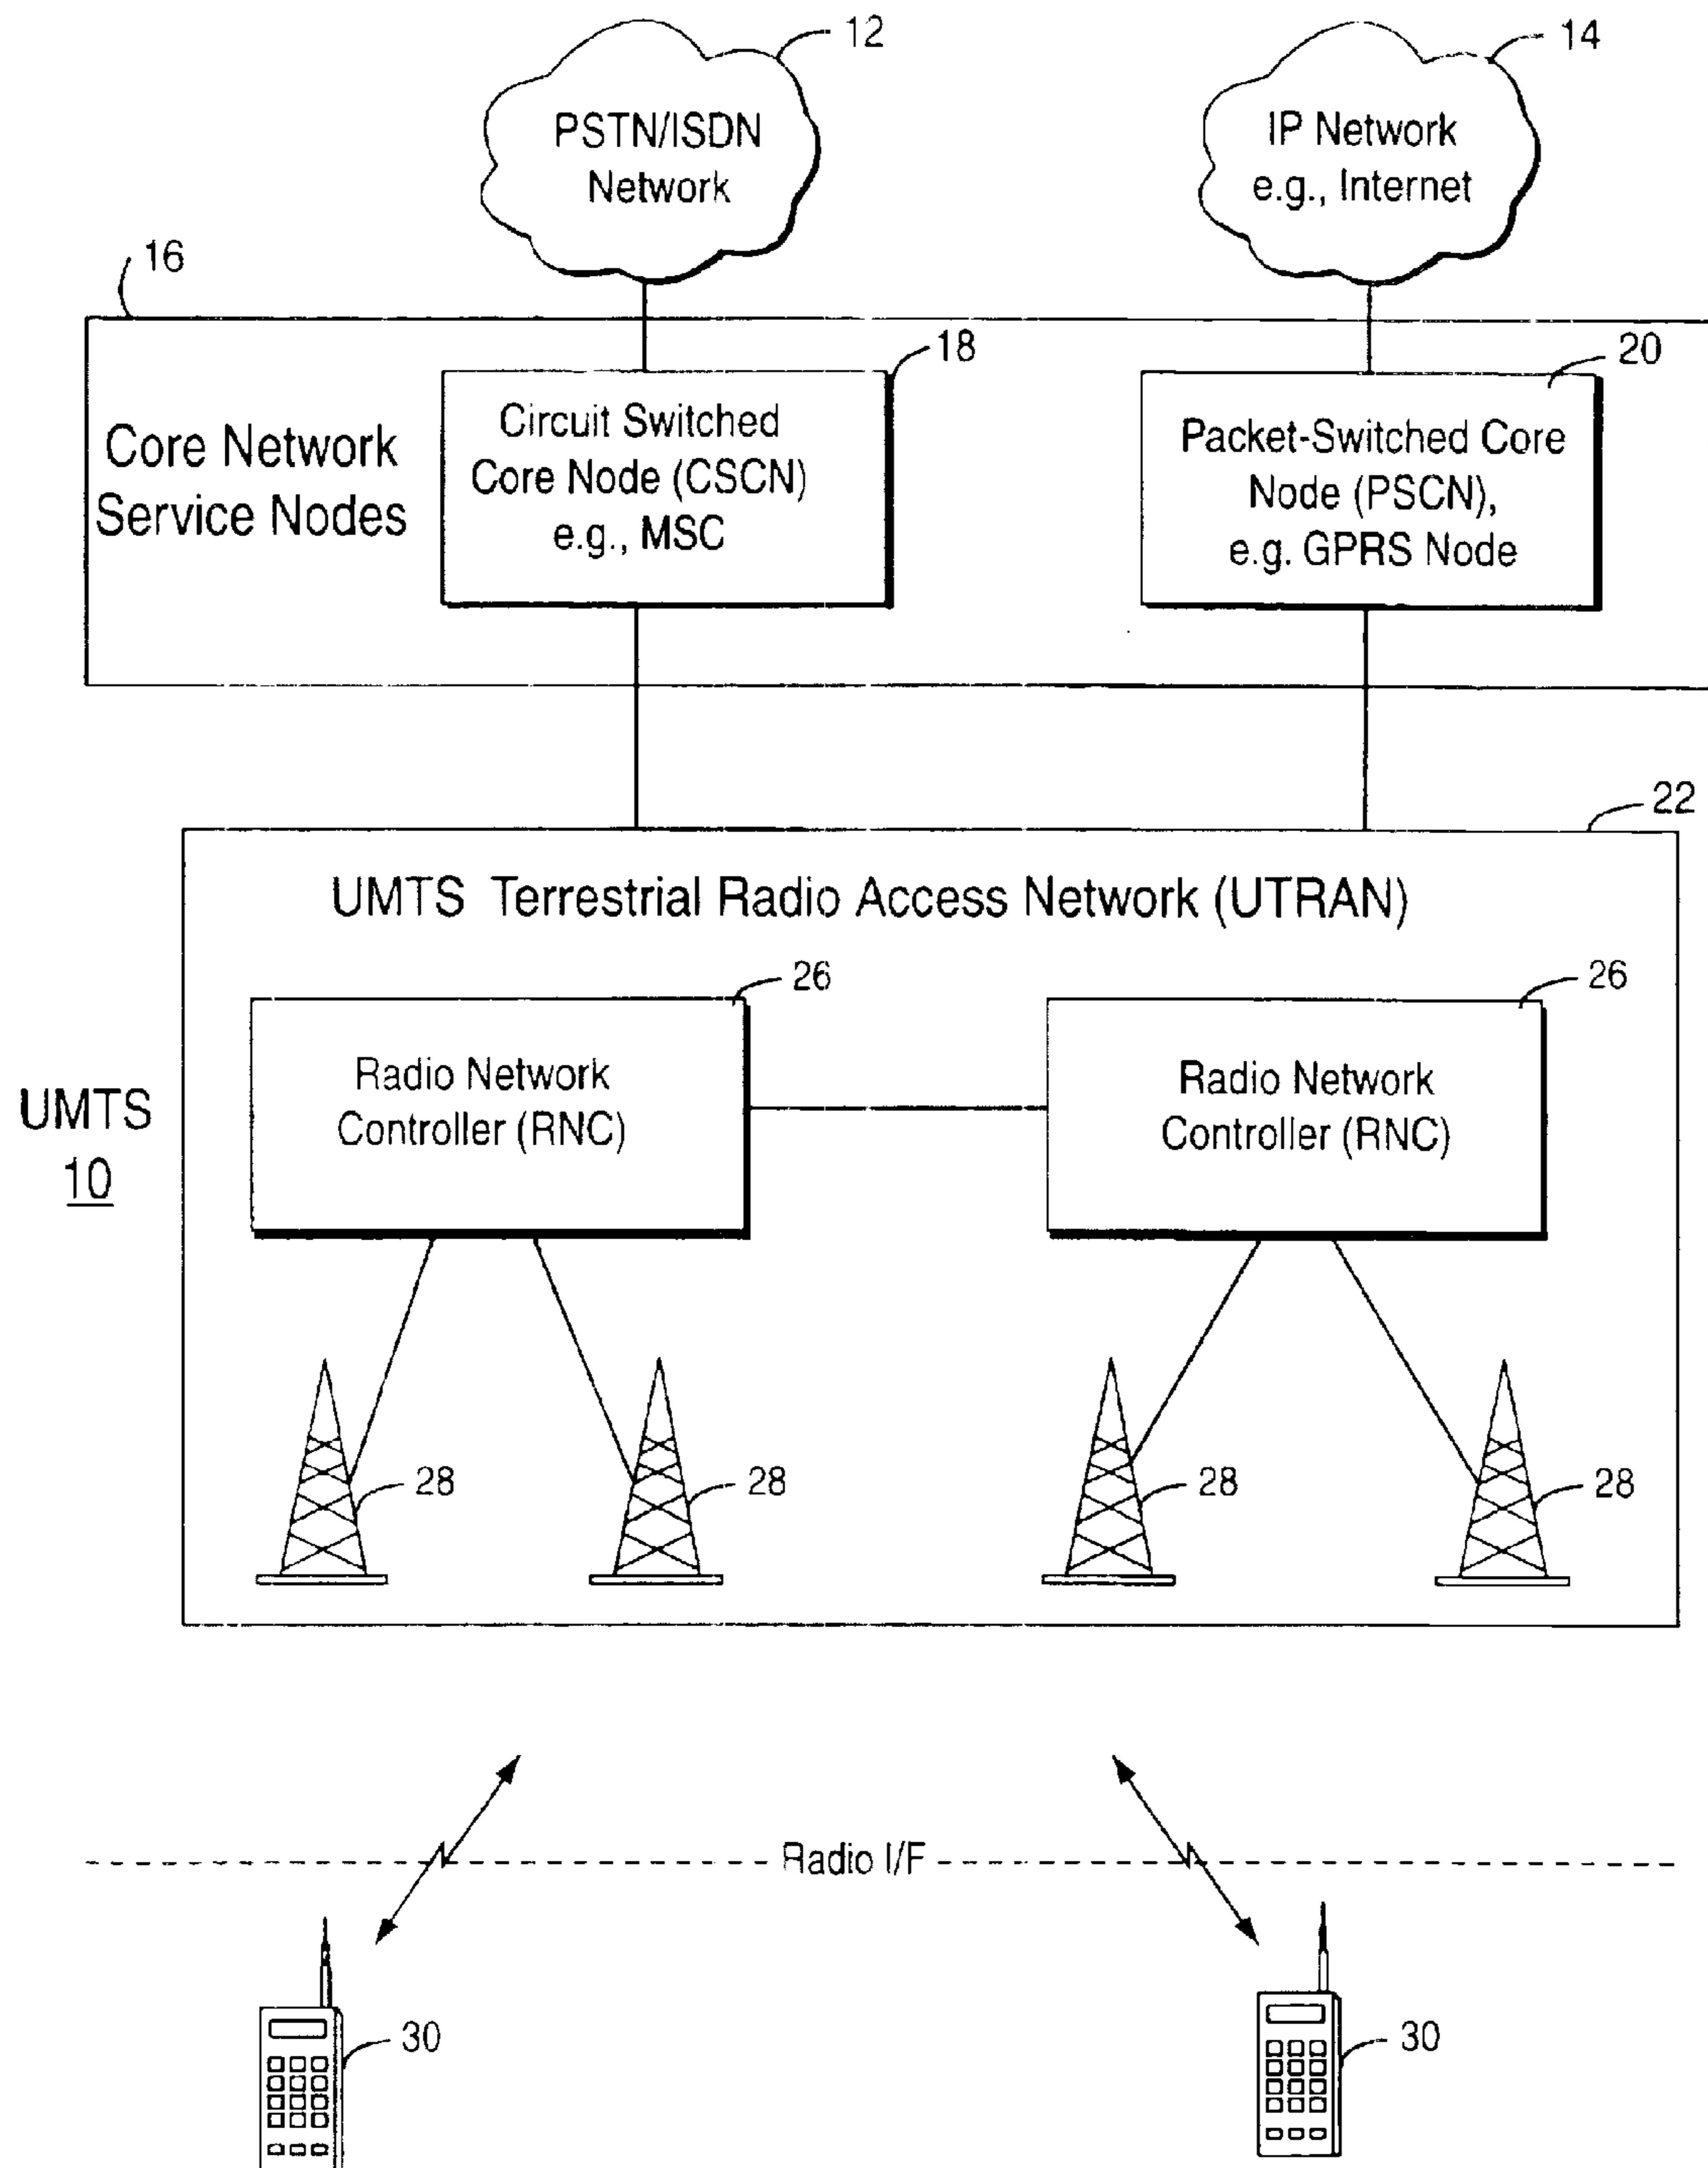 12
14
PSTN/ISDN
Network
IP Network
e.g., Internet
16
18
20
Core Network
Service Nodes
Circuit Switched
Core Node (CSCN)
e.g., MSC
Packet-Switched Core
Node (PSCN),
e.g. GPRS Node
22
UMTS Terrestrial Radio Access Network (UTRAN)
26
26
Radio Network
Controller (RNC)
Radio Network
Controller (RNC)
UMTS
10
28
28
28
28
Radio I/F
30
30